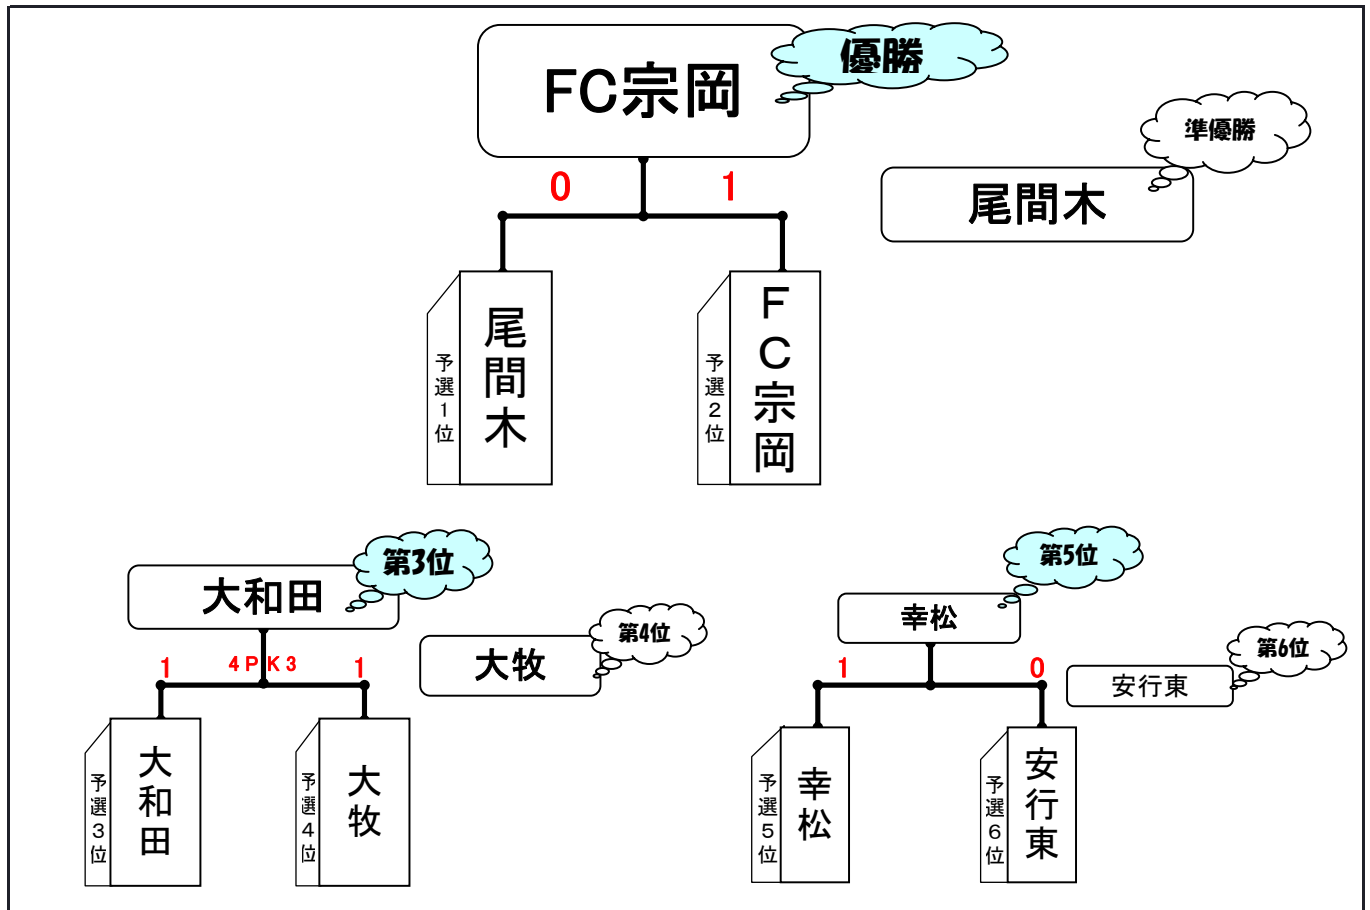 FC宗岡
優勝
準優勝
尾間木
0
1
予選1位
尾間木
予選2位
FC宗岡
大和田
第3位
大牧
第4位
1
4PK3
1
予選3位
大和田
予選4位
大牧
幸松
第5位
安行東
第6位
1
0
予選5位
幸松
予選6位
安行東